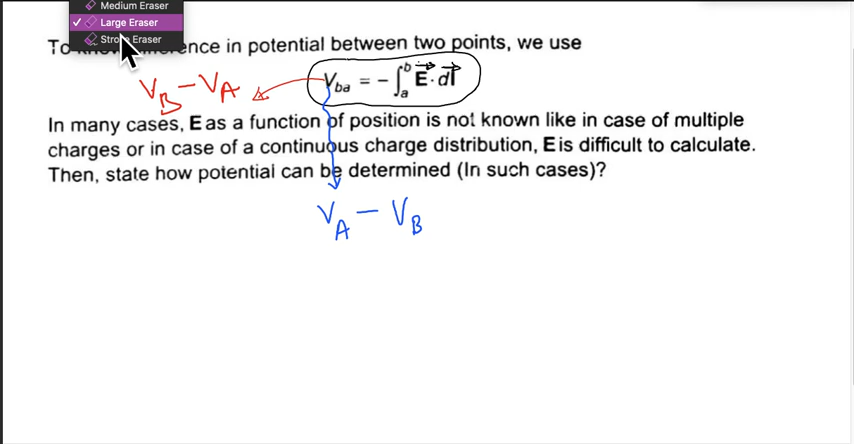 Medium Eraser
Large Eraser
Stro Eraser
To ence in potential between two points, we use
V_B - V_A
V_ba = - ∫_a^b E⃗ · dl⃗
In many cases, E as a function of position is not known like in case of multiple
charges or in case of a continuous charge distribution, E is difficult to calculate.
Then, state how potential can be determined (In such cases)?
V_A - V_B